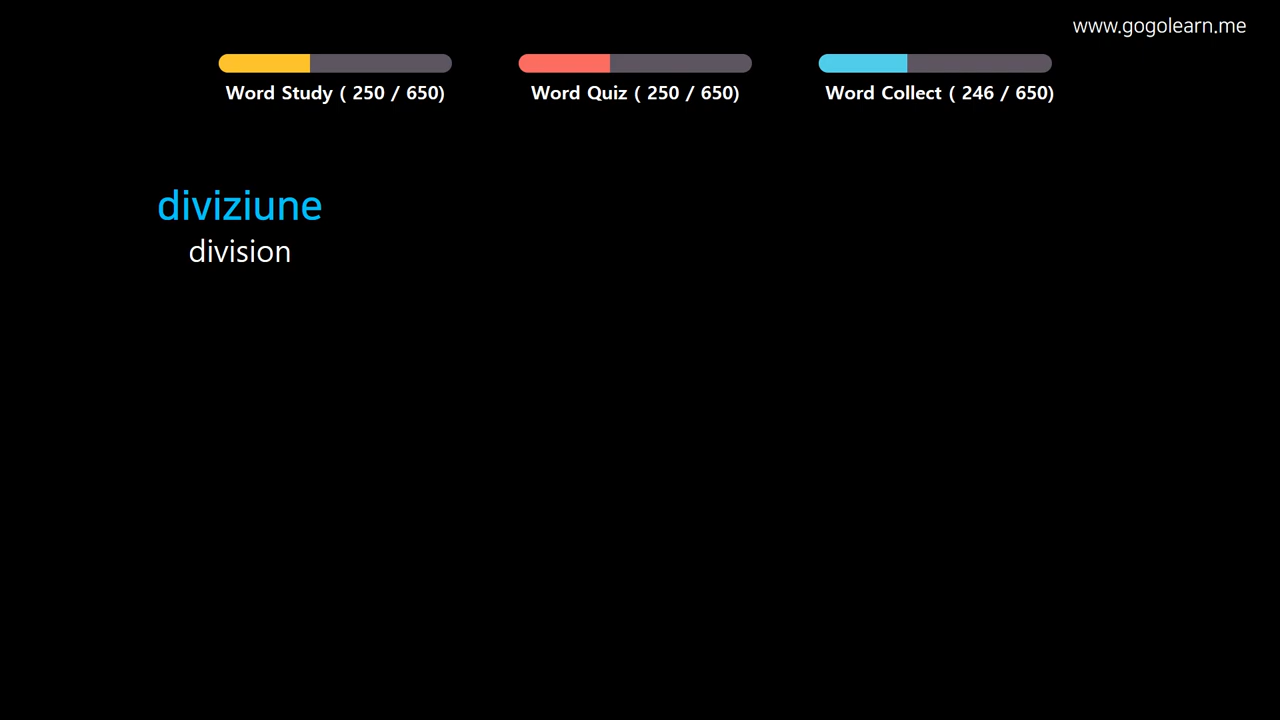 www.gogolearn.me
Word Study ( 250 / 650)
Word Quiz ( 250 / 650)
Word Collect ( 246 / 650)
diviziune
division